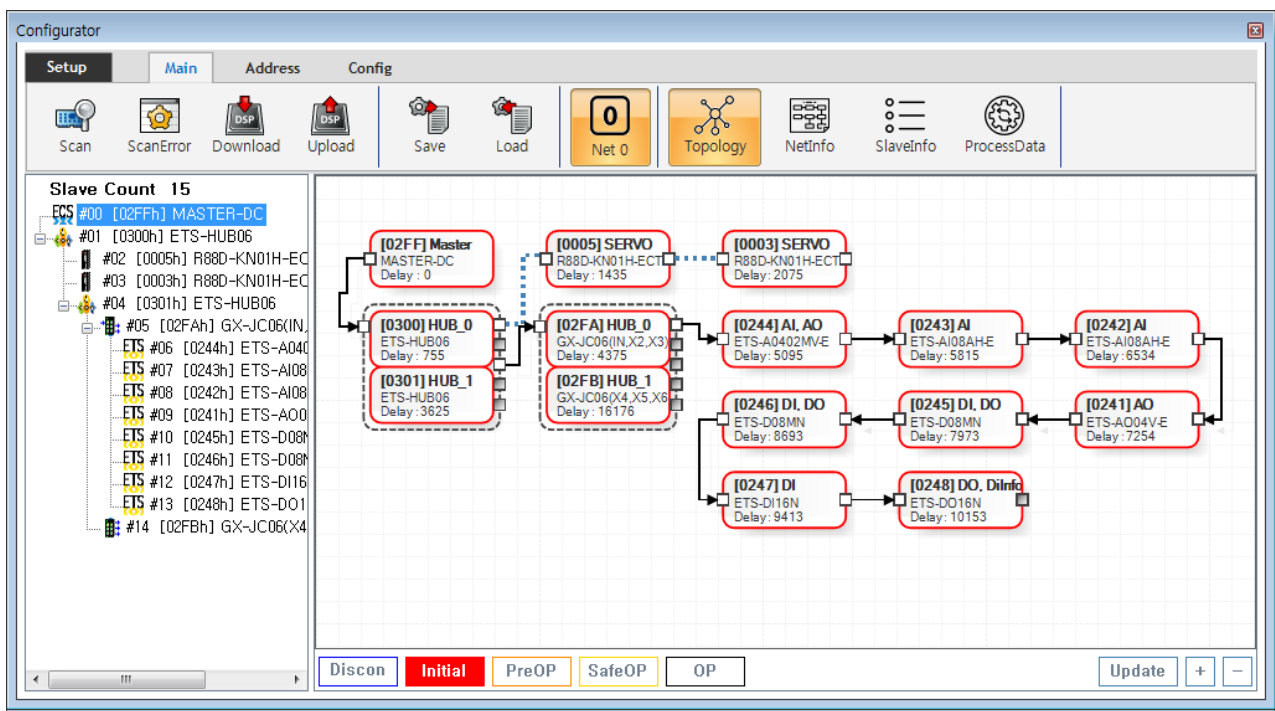 Configurator
Setup Main Address Config
Scan ScanError Download Upload Save Load Net 0 Topology NetInfo SlaveInfo ProcessData
DSP DSP 0
Slave Count 15
ECS #00 [02FFh] MASTER-DC
#01 [0300h] ETS-HUB06
#02 [0005h] R88D-KN01H-EC
#03 [0003h] R88D-KN01H-EC
#04 [0301h] ETS-HUB06
#05 [02FAh] GX-JC06(IN,
ETS #06 [0244h] ETS-A040
ETS #07 [0243h] ETS-AI08
ETS #08 [0242h] ETS-AI08
ETS #09 [0241h] ETS-AO0
ETS #10 [0245h] ETS-D08M
ETS #11 [0246h] ETS-D08M
ETS #12 [0247h] ETS-DI16
ETS #13 [0248h] ETS-DO1
#14 [02FBh] GX-JC06(X4
[02FF] Master
MASTER-DC
Delay : 0
[0005] SERVO
R88D-KN01H-ECT
Delay : 1435
[0003] SERVO
R88D-KN01H-ECT
Delay : 2075
[0300] HUB_0
ETS-HUB06
Delay : 755
[0301] HUB_1
ETS-HUB06
Delay : 3625
[02FA] HUB_0
GX-JC06(IN,X2,X3)
Delay : 4375
[02FB] HUB_1
GX-JC06(X4,X5,X6
Delay : 16176
[0244] AI, AO
ETS-A0402MV-E
Delay : 5095
[0243] AI
ETS-AI08AH-E
Delay : 5815
[0242] AI
ETS-AI08AH-E
Delay : 6534
[0246] DI, DO
ETS-D08MN
Delay : 8693
[0245] DI, DO
ETS-D08MN
Delay : 7973
[0241] AO
ETS-AO04V-E
Delay : 7254
[0247] DI
ETS-DI16N
Delay : 9413
[0248] DO, DiInfo
ETS-DO16N
Delay : 10153
Discon Initial PreOP SafeOP OP Update + −